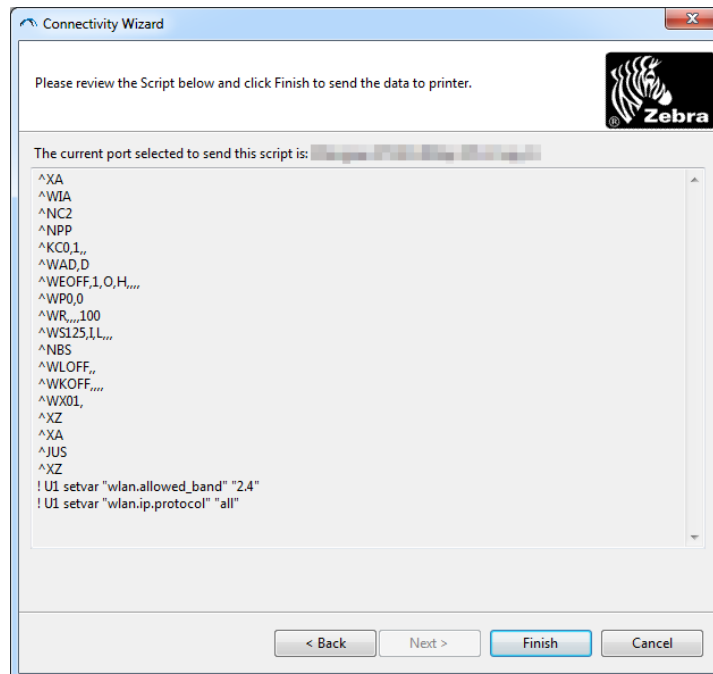 Connectivity Wizard
Please review the Script below and click Finish to send the data to printer.
® Zebra
The current port selected to send this script is:
^XA
^WIA
^NC2
^NPP
^KC0,1,,
^WAD,D
^WEOFF,1,O,H,,,,
^WP0,0
^WR,,,,100
^WS125,I,L,,,
^NBS
^WLOFF,,
^WKOFF,,,,
^WX01,
^XZ
^XA
^JUS
^XZ
! U1 setvar "wlan.allowed_band" "2.4"
! U1 setvar "wlan.ip.protocol" "all"
< Back
Next >
Finish
Cancel